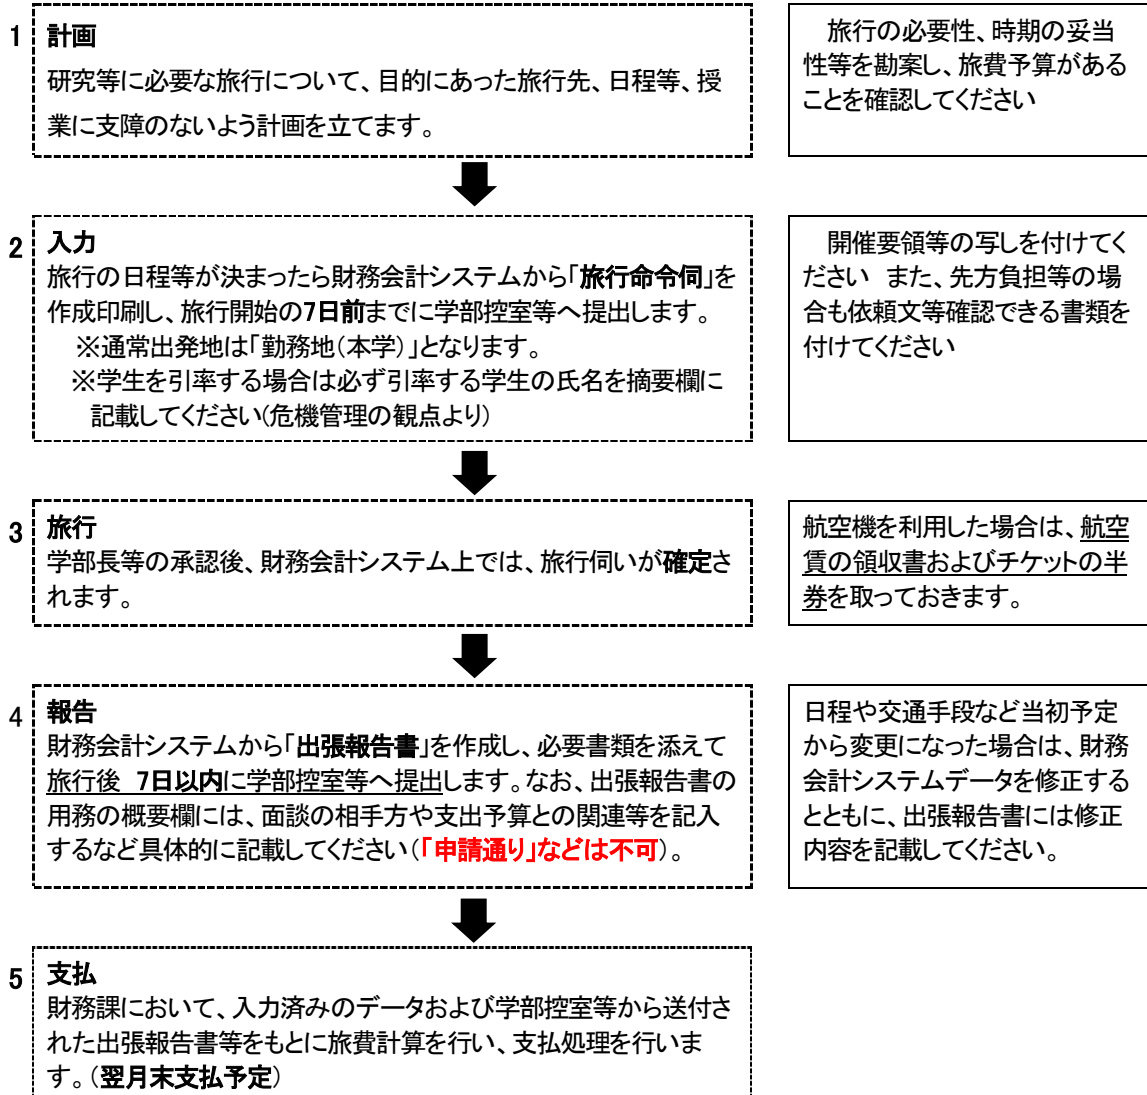 1 計画
研究等に必要な旅行について、目的にあった旅行先、日程等、授
業に支障のないよう計画を立てます。
旅行の必要性、時期の妥当
性等を勘案し、旅費予算がある
ことを確認してください
2 入力
旅行の日程等が決まったら財務会計システムから「旅行命令伺」を
作成印刷し、旅行開始の7日前までに学部控室等へ提出します。
※通常出発地は「勤務地(本学)」となります。
※学生を引率する場合は必ず引率する学生の氏名を摘要欄に
記載してください(危機管理の観点より)
開催要領等の写しを付けてく
ださい また、先方負担等の場
合も依頼文等確認できる書類を
付けてください
3 旅行
学部長等の承認後、財務会計システム上では、旅行伺いが確定さ
れます。
航空機を利用した場合は、航空
賃の領収書およびチケットの半
券を取っておきます。
4 報告
財務会計システムから「出張報告書」を作成し、必要書類を添えて
旅行後 7日以内に学部控室等へ提出します。なお、出張報告書の
用務の概要欄には、面談の相手方や支出予算との関連等を記入
するなど具体的に記載してください(「申請通り」などは不可)。
日程や交通手段など当初予定
から変更になった場合は、財務
会計システムデータを修正する
とともに、出張報告書には修正
内容を記載してください。
5 支払
財務課において、入力済みのデータおよび学部控室等から送付さ
れた出張報告書等をもとに旅費計算を行い、支払処理を行いま
す。(翌月末支払予定)